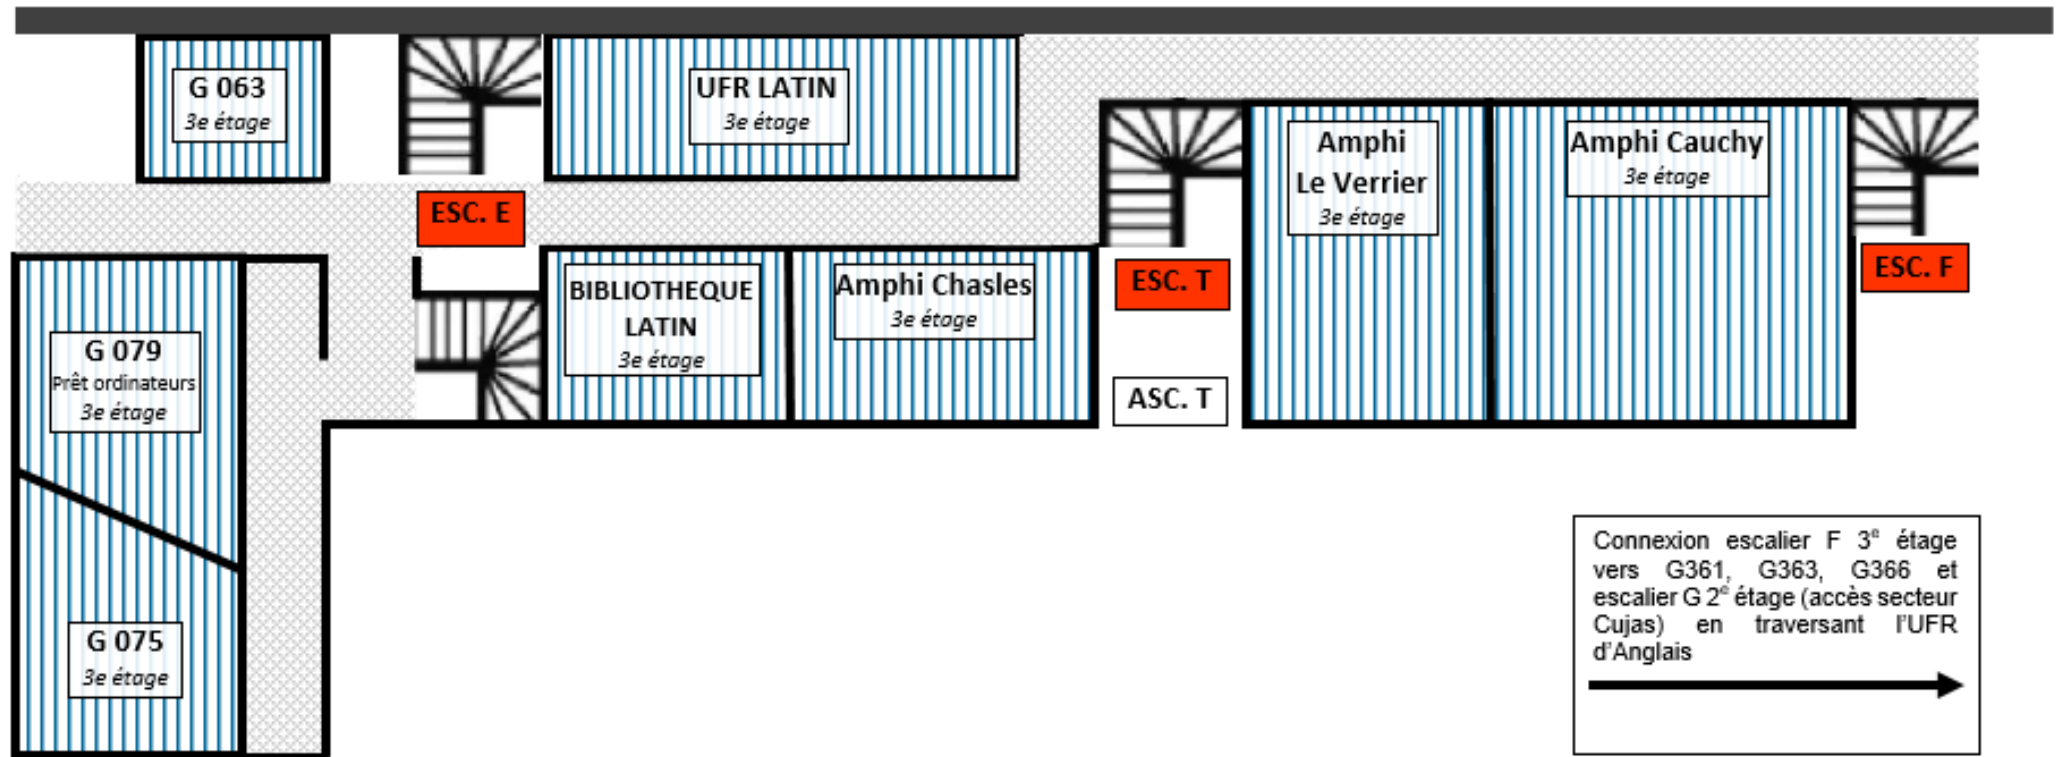 G 063
3e étage
UFR LATIN
3e étage
Amphi
Le Verrier
3e étage
Amphi Cauchy
3e étage
ESC. E
ESC. T
ESC. F
BIBLIOTHEQUE
LATIN
3e étage
Amphi Chasles
3e étage
ASC. T
G 079
Prêt ordinateurs
3e étage
G 075
3e étage
Connexion escalier F 3e étage
vers G361, G363, G366 et
escalier G 2e étage (accès secteur
Cujas) en traversant l'UFR
d'Anglais